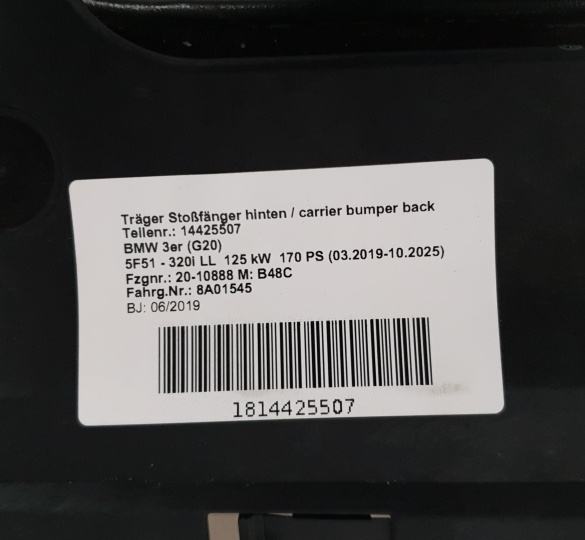 Träger Stoßfänger hinten / carrier bumper back
Teilenr.: 14425507
BMW 3er (G20)
5F51 - 320i LL 125 kW 170 PS (03.2019-10.2025)
Fzgnr.: 20-10888 M: B48C
Fahrg.Nr.: 8A01545
BJ: 06/2019
1814425507